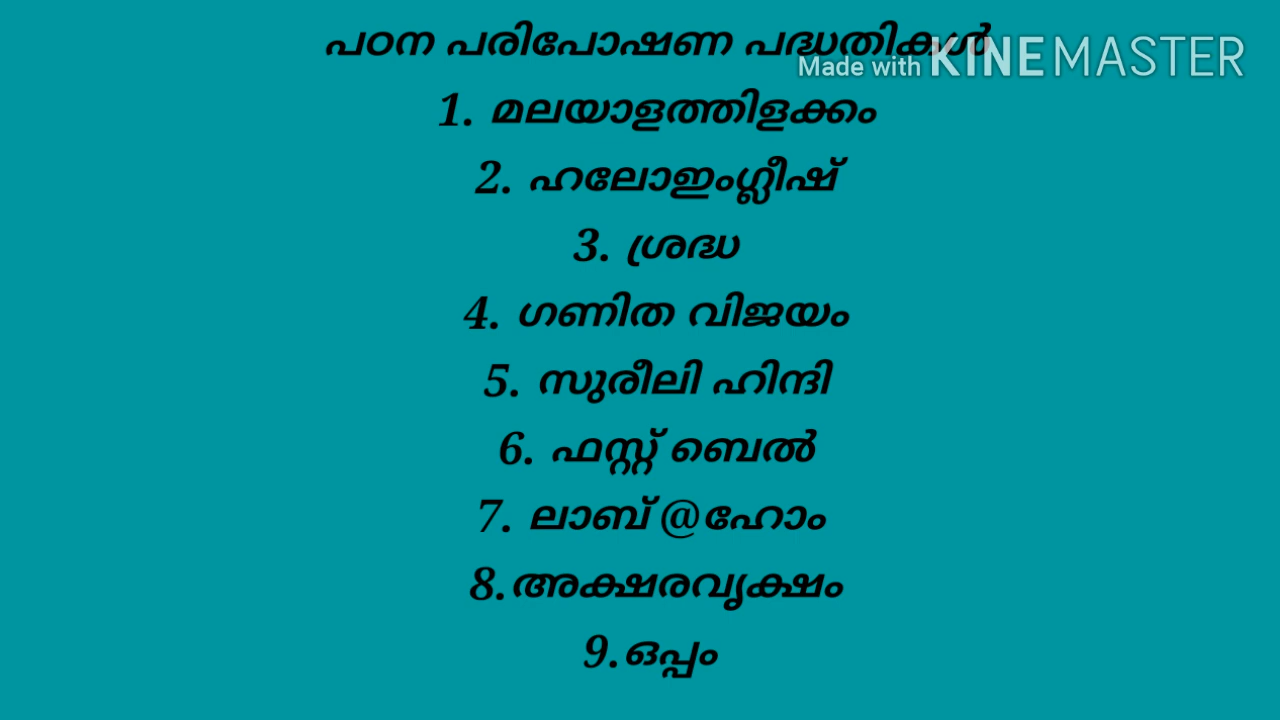 പഠന പരിപോഷണ പദ്ധതികൾ
Made with KINEMASTER
1. മലയാളത്തിളക്കം
2. ഹലോഇംഗ്ലീഷ്
3. ശ്രദ്ധ
4. ഗണിത വിജയം
5. സുരീലി ഹിന്ദി
6. ഫസ്റ്റ് ബെൽ
7. ലാബ് @ഹോം
8.അക്ഷരവൃക്ഷം
9.ഒപ്പം